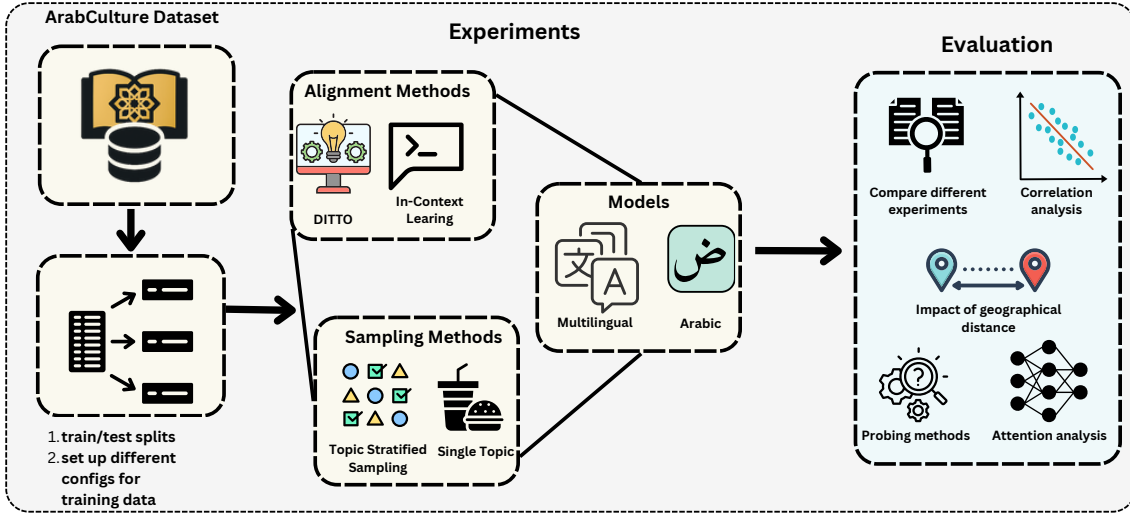 ArabCulture Dataset
1. train/test splits
2. set up different
configs for
training data
Experiments
Alignment Methods
DITTO
In-Context
Learing
Sampling Methods
Topic Stratified
Sampling
Single Topic
Models
文
A
Multilingual
ض
Arabic
Evaluation
Compare different
experiments
Correlation
analysis
Impact of geographical
distance
?
Probing methods
Attention analysis